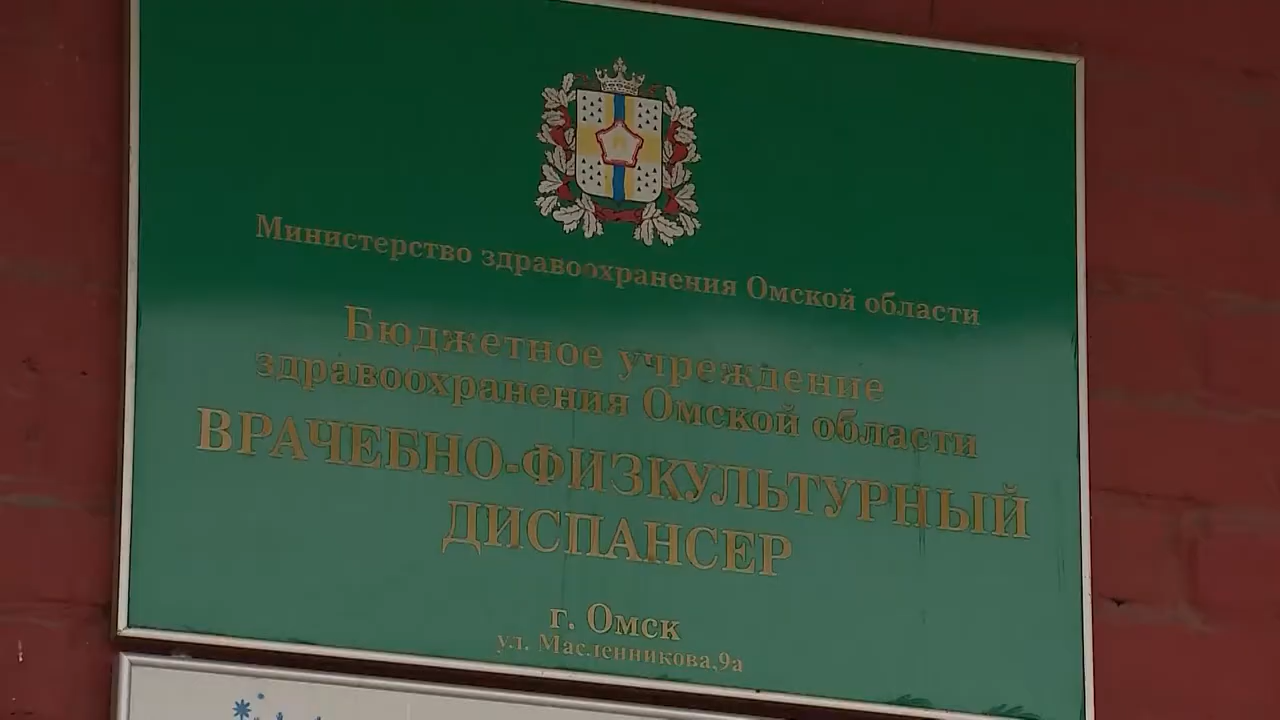 Министерство здравоохранения Омской области
Бюджетное учреждение
здравоохранения Омской области
ВРАЧЕБНО-ФИЗКУЛЬТУРНЫЙ
ДИСПАНСЕР
г. Омск
ул. Масленникова,9а